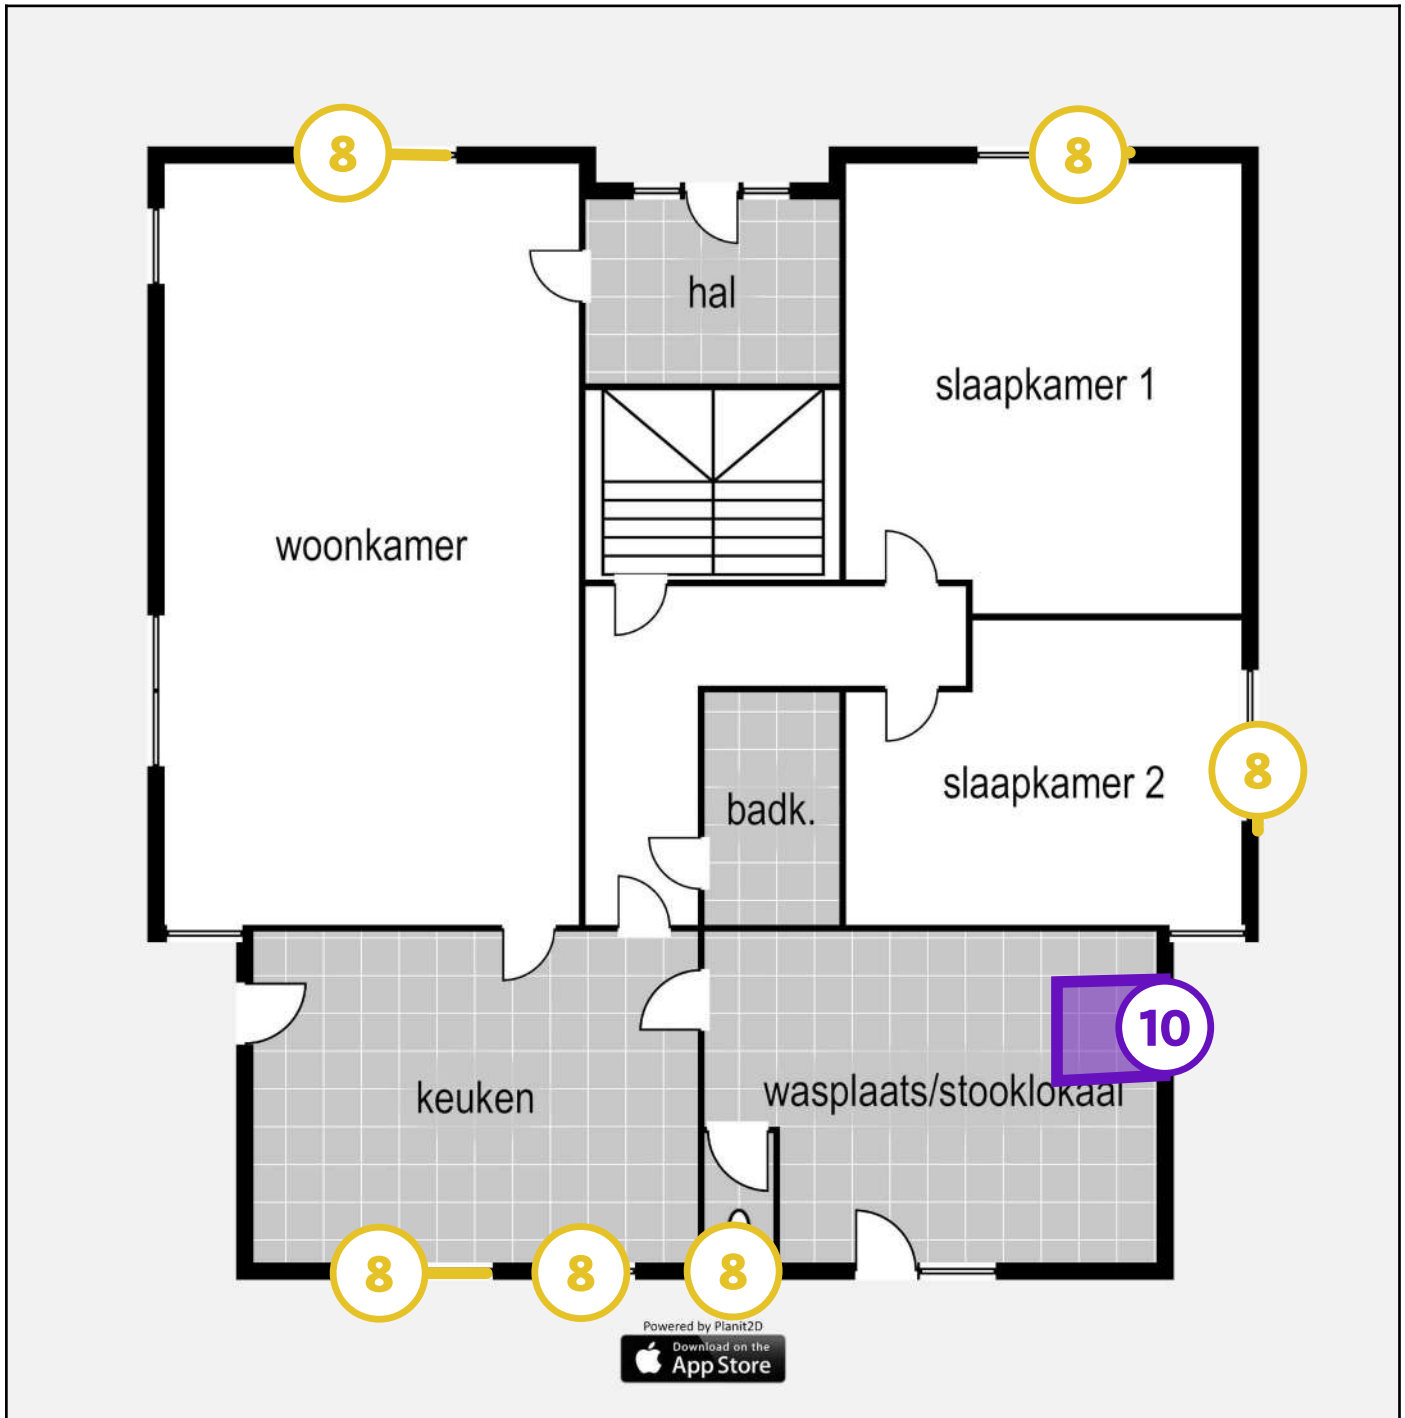 8
8
hal
slaapkamer 1
woonkamer
8
slaapkamer 2
badk.
10
keuken
wasplaats/stooklokaal
8
8
8
Powered by Planit2D
Download on the
App Store